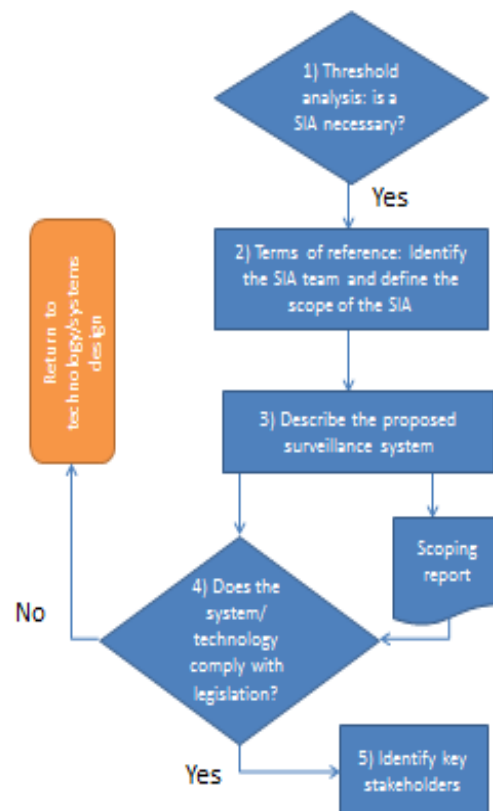 1) Threshold
analysis: is a
SIA necessary?
Yes
2) Terms of reference: Identify
the SIA team and define the
scope of the SIA
Return to
technology/systems
design
3) Describe the proposed
surveillance system
Scoping
report
4) Does the
system/
technology
comply with
legislation?
No
Yes
5) Identify key
stakeholders